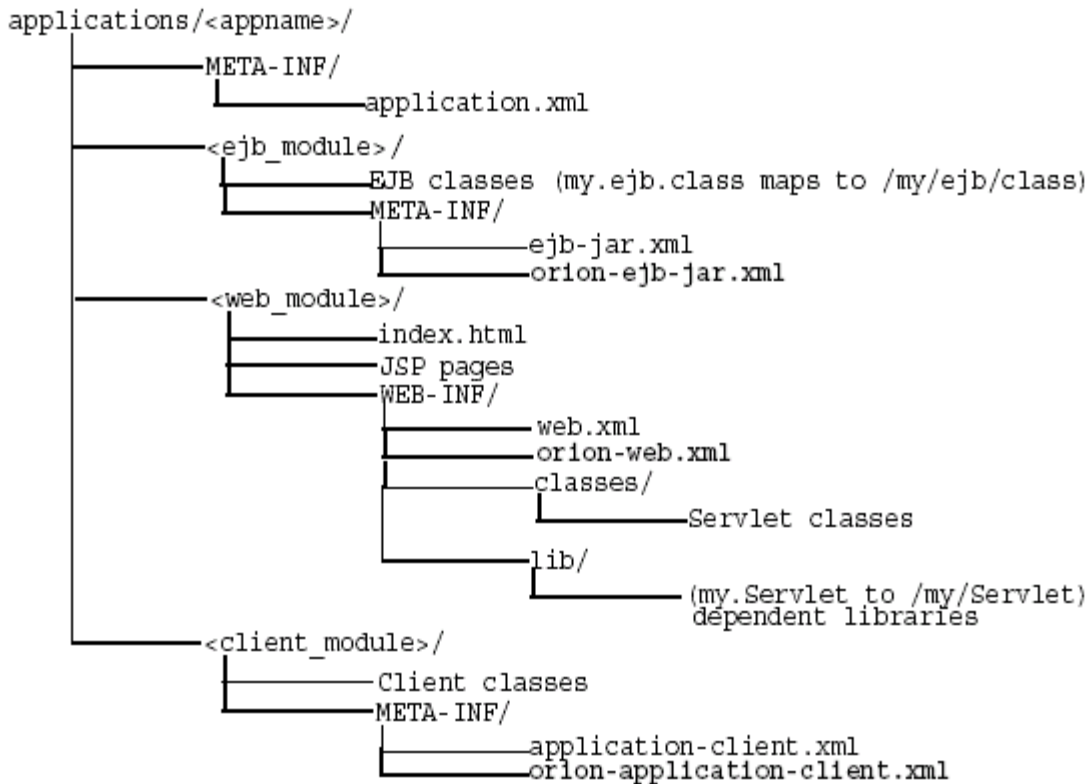 applications/<appname>/
META-INF/
application.xml
<ejb_module>/
EJB classes (my.ejb.class maps to /my/ejb/class)
META-INF/
ejb-jar.xml
orion-ejb-jar.xml
<web_module>/
index.html
JSP pages
WEB-INF/
web.xml
orion-web.xml
classes/
Servlet classes
lib/
(my.Servlet to /my/Servlet)
dependent libraries
<client_module>/
Client classes
META-INF/
application-client.xml
orion-application-client.xml